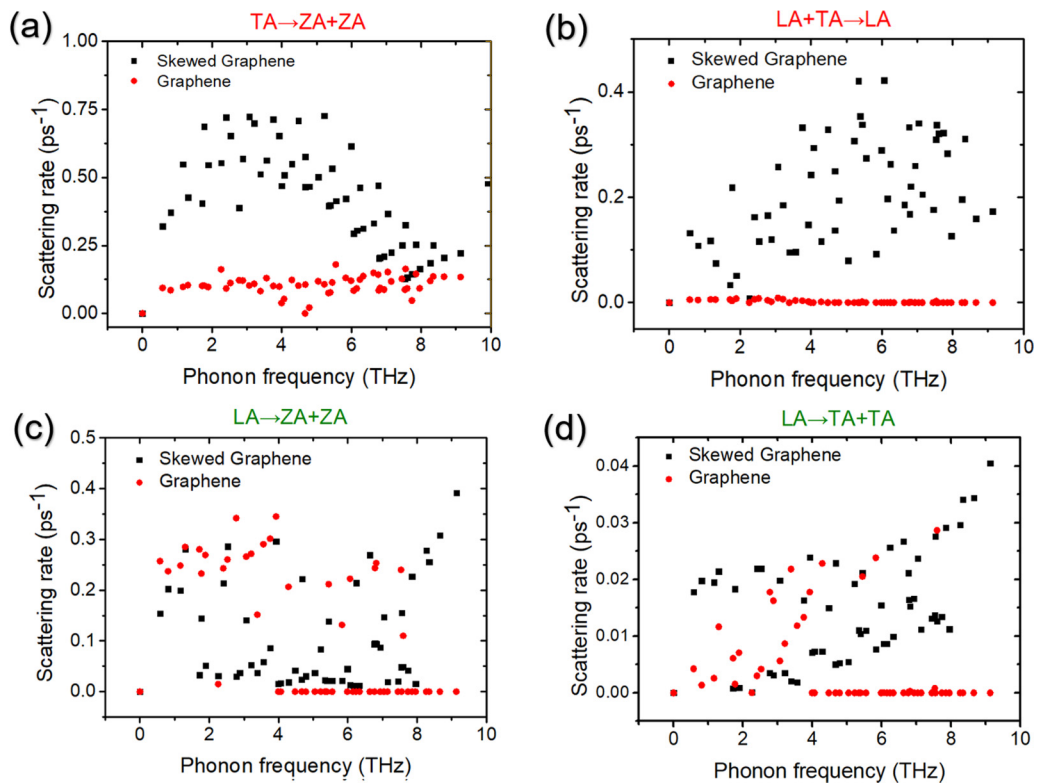 (a)
TA→ZA+ZA
Skewed Graphene
Graphene
Scattering rate (ps⁻¹)
1.00
0.75
0.50
0.25
0.00
0 2 4 6 8 10
Phonon frequency (THz)
(b)
LA+TA→LA
Skewed Graphene
Graphene
Scattering rate (ps⁻¹)
0.4
0.2
0.0
0 2 4 6 8 10
Phonon frequency (THz)
(c)
LA→ZA+ZA
Skewed Graphene
Graphene
Scattering rate (ps⁻¹)
0.5
0.4
0.3
0.2
0.1
0.0
0 2 4 6 8 10
Phonon frequency (THz)
(d)
LA→TA+TA
Skewed Graphene
Graphene
Scattering rate (ps⁻¹)
0.04
0.03
0.02
0.01
0.00
0 2 4 6 8 10
Phonon frequency (THz)